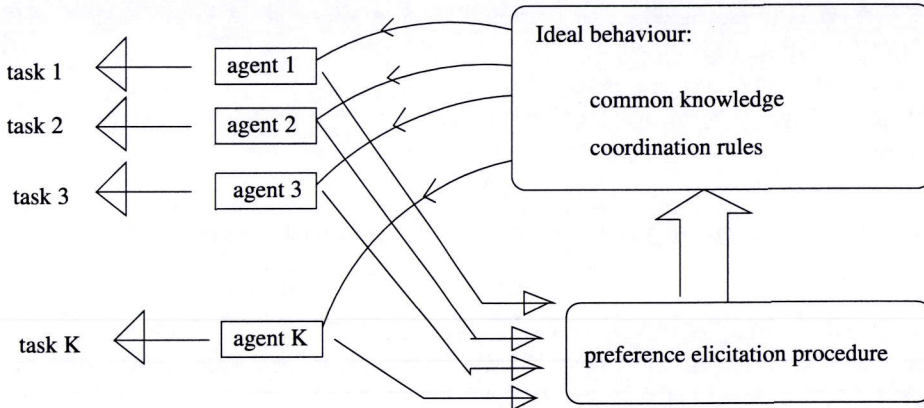 Ideal behaviour:
common knowledge
coordination rules
task 1
agent 1
task 2
agent 2
task 3
agent 3
task K
agent K
preference elicitation procedure